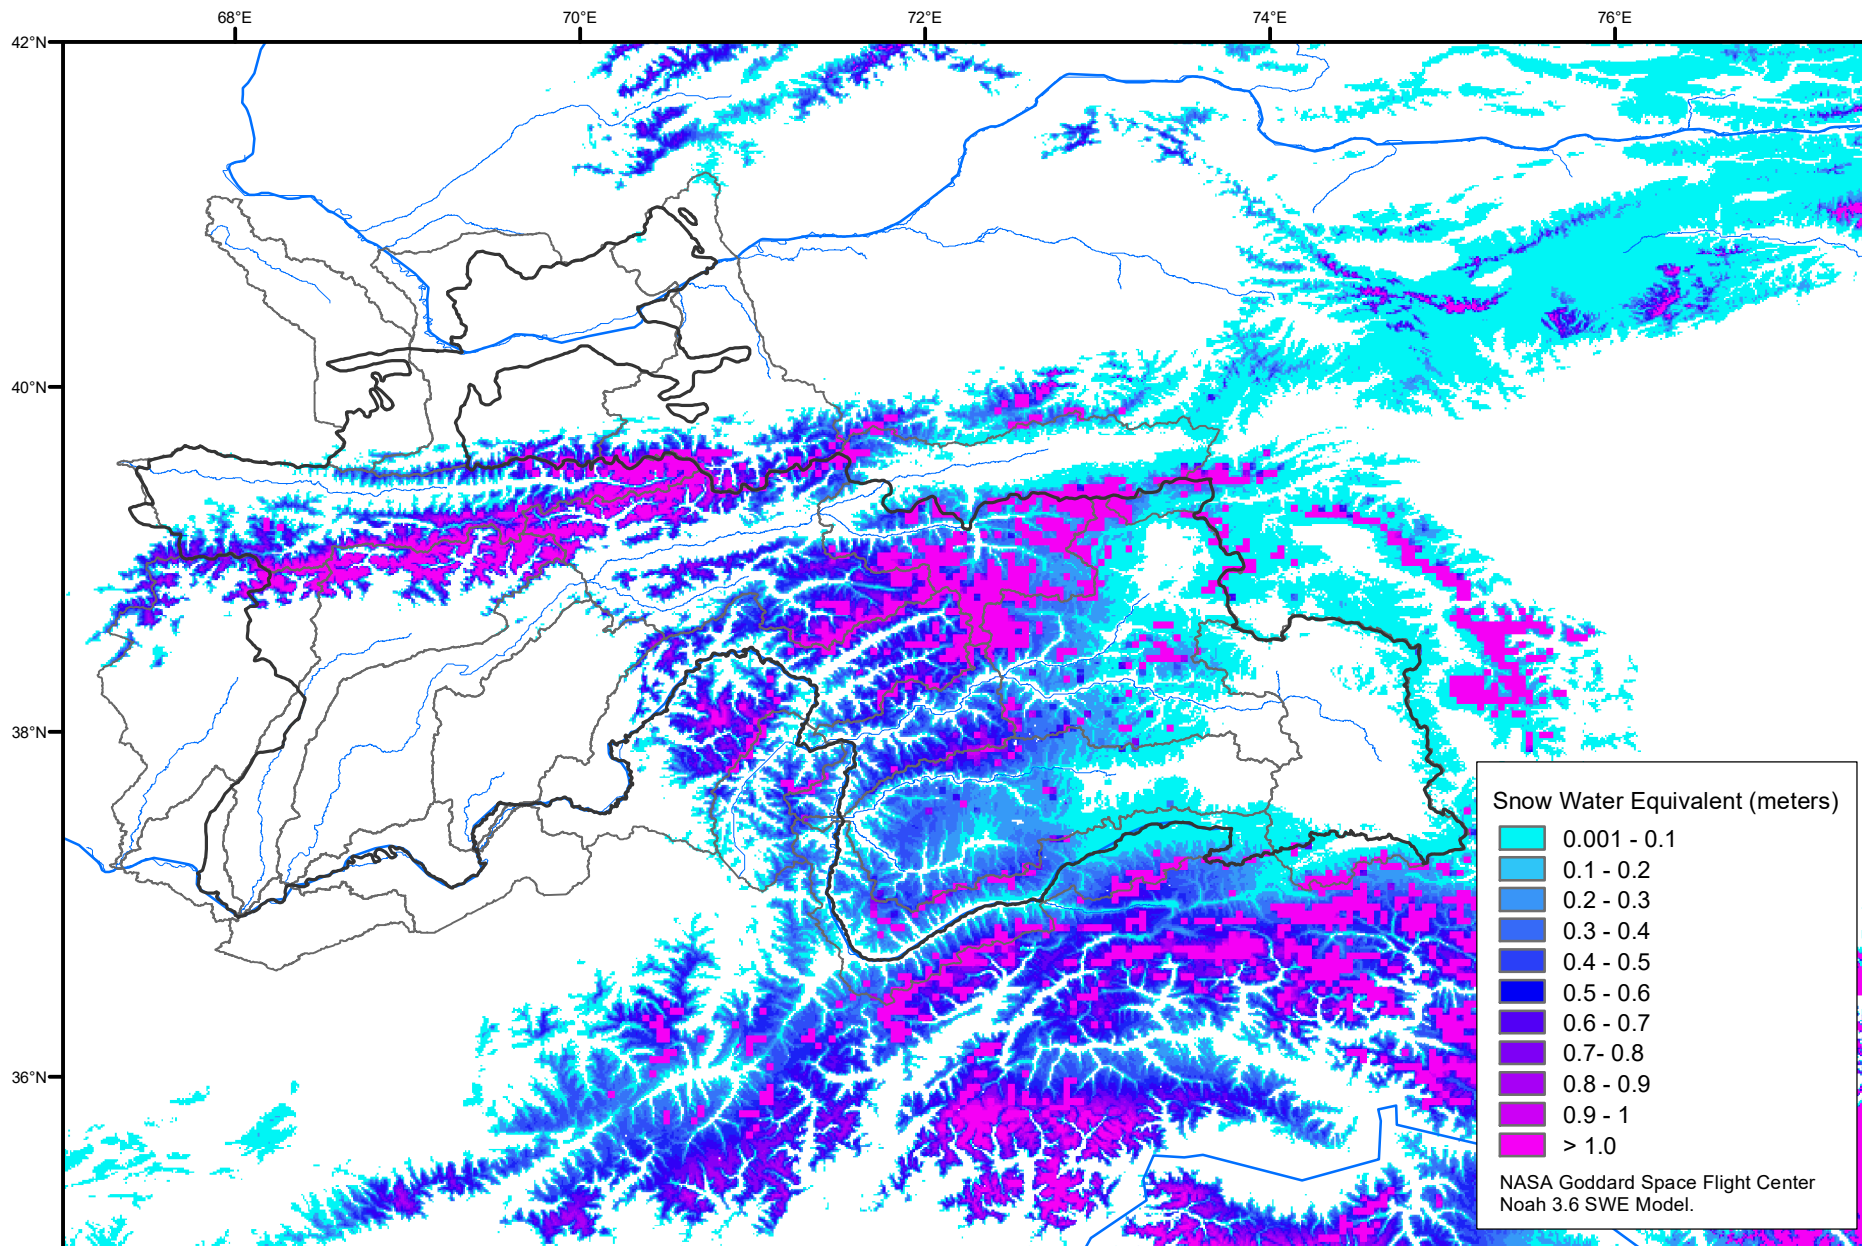 68°E 70°E 72°E 74°E 76°E
42°N
40°N
38°N
36°N
Snow Water Equivalent (meters)
0.001 - 0.1
0.1 - 0.2
0.2 - 0.3
0.3 - 0.4
0.4 - 0.5
0.5 - 0.6
0.6 - 0.7
0.7- 0.8
0.8 - 0.9
0.9 - 1
> 1.0
NASA Goddard Space Flight Center
Noah 3.6 SWE Model.